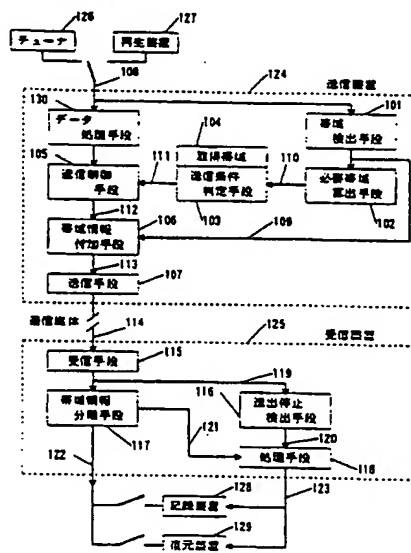 126
127
チューナ
再生装置
108
124
送信装置
130
101
データ
処理手段
帯域
検出手段
104
105
取得帯域
111
110
送信制御
手段
送信条件
判定手段
必要帯域
算出手段
112
106
103
109
102
帯域情報
付加手段
113
107
送信手段
通信媒体
114
125
受信装置
115
受信手段
119
116
帯域情報
分離手段
121
送出停止
検出手段
120
117
処理手段
122
118
128
123
記録装置
129
復元装置